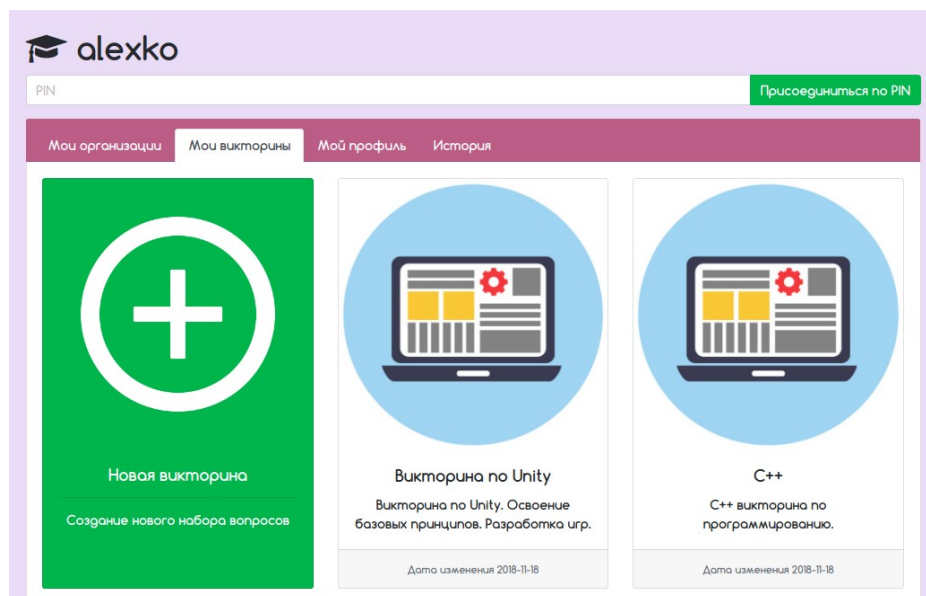 alexko
PIN
Присоединиться по PIN
Мои организации
Мои викторины
Мой профиль
История
Новая викторина
Создание нового набора вопросов
Викторина по Unity
Викторина по Unity. Освоение
базовых принципов. Разработка игр.
Дата изменения 2018-11-18
C++
C++ викторина по
программированию.
Дата изменения 2018-11-18